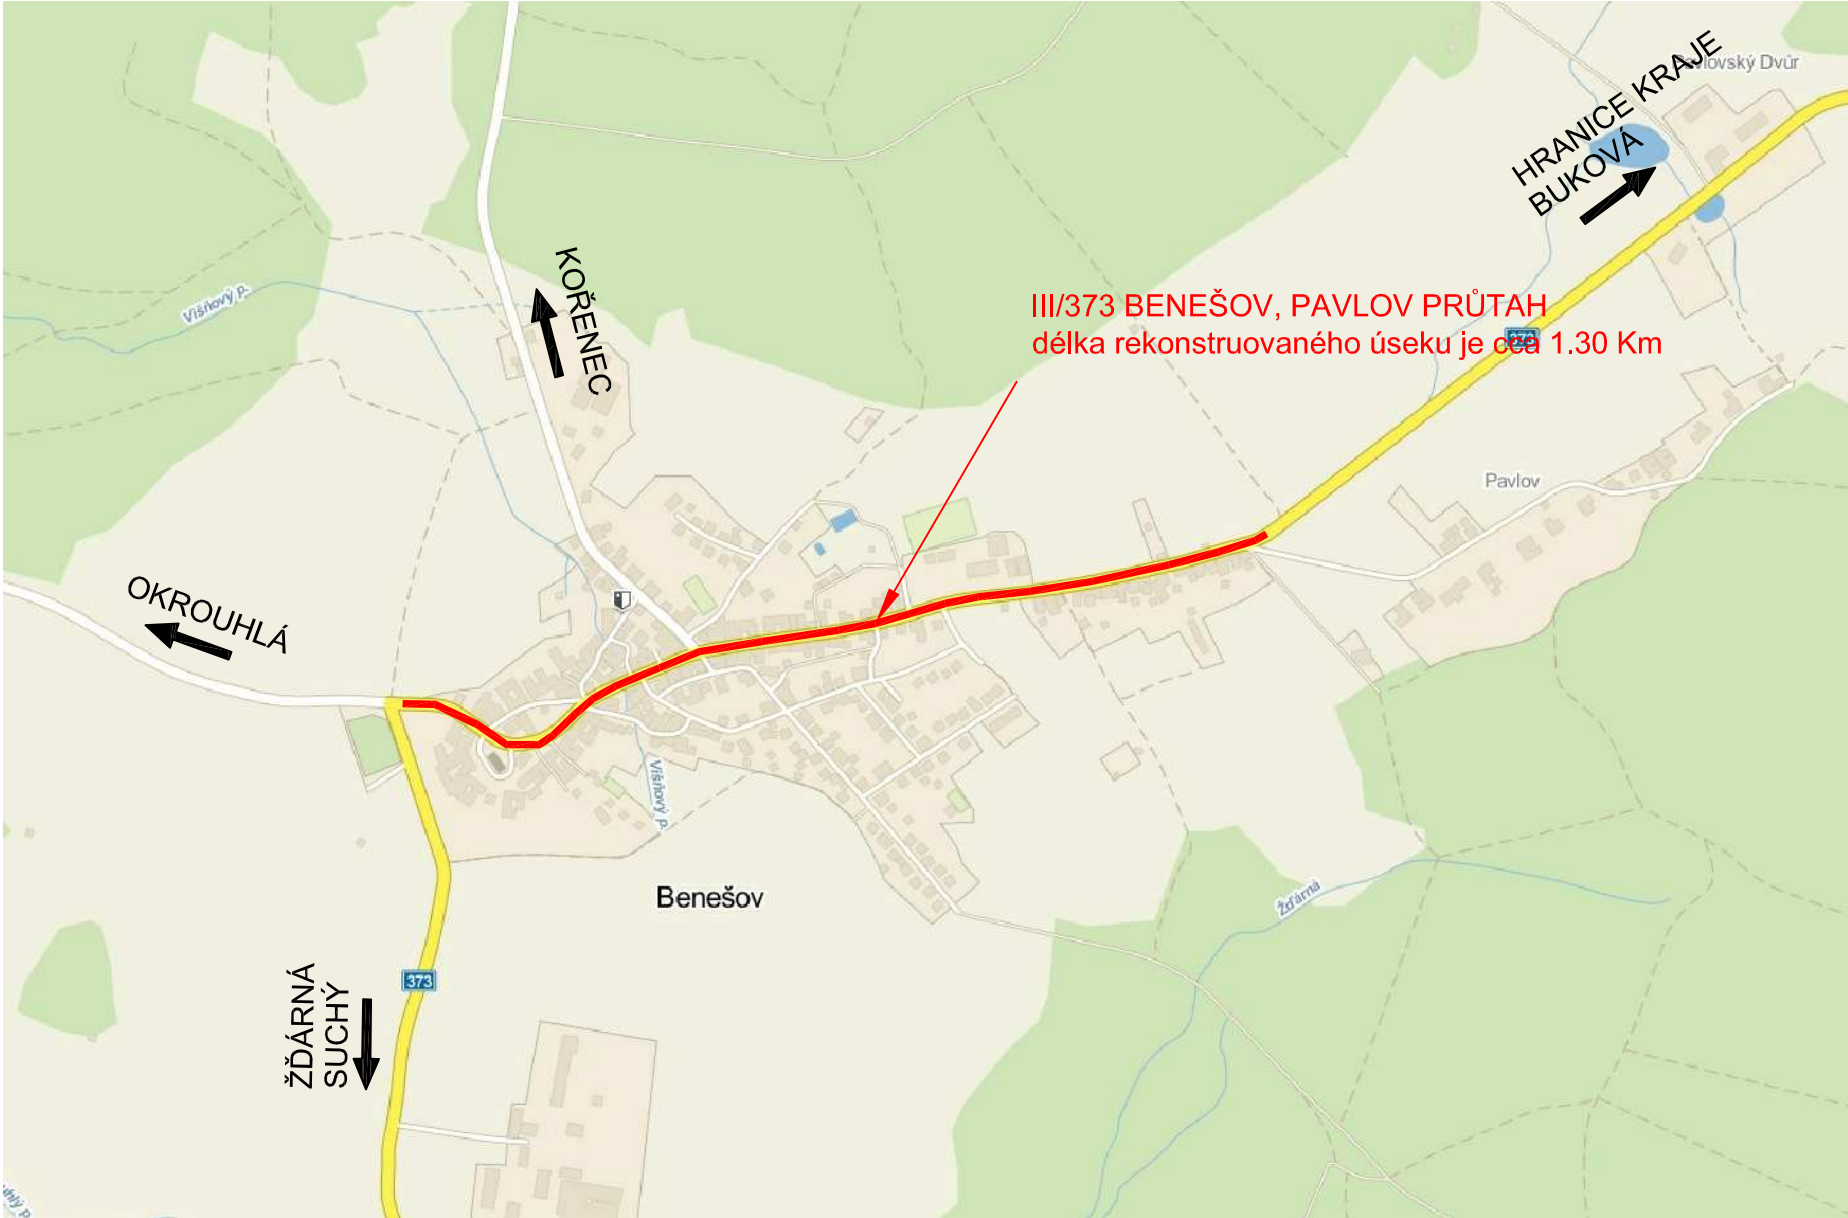 Pavlovský Dvůr
HRANICE KRAJE
BUKOVÁ
KOŘENEC
Višňový p.
III/373 BENEŠOV, PAVLOV PRŮTAH
délka rekonstruovaného úseku je cca 1.30 Km
373
Pavlov
OKROUHLÁ
Višňový p.
Benešov
Žďárná
373
ŽĎÁRNÁ
SUCHÝ